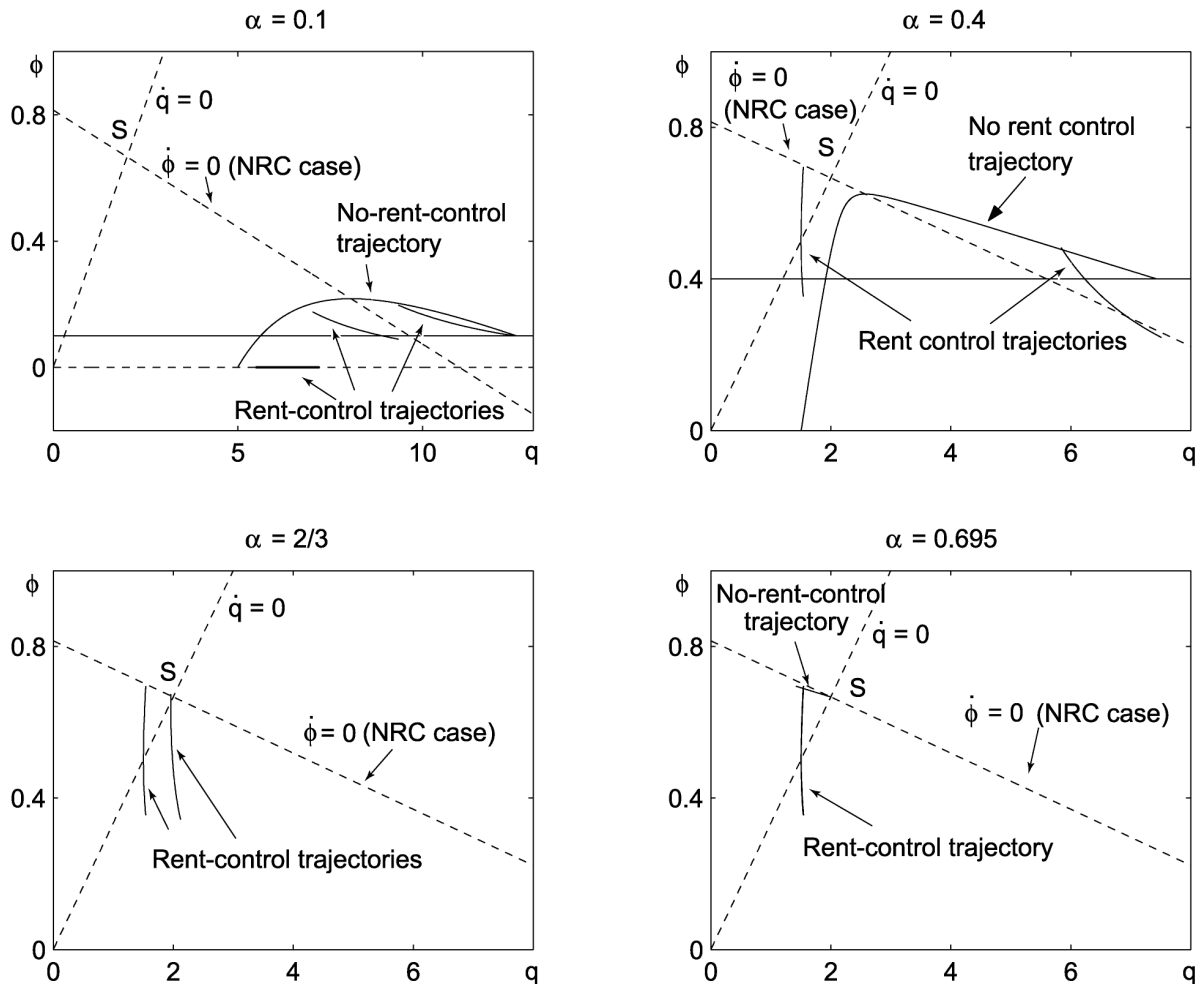 α = 0.1
ϕ
0.8
0.4
0
0
5
10
q
S
q̇ = 0
ϕ̇ = 0 (NRC case)
No-rent-control
trajectory
Rent-control trajectories
α = 0.4
ϕ
0.8
0.4
0
0
2
4
6
q
ϕ̇ = 0
(NRC case)
S
q̇ = 0
No rent control
trajectory
Rent control trajectories
α = 2/3
ϕ
0.8
0.4
0
0
2
4
6
q
S
q̇ = 0
ϕ̇ = 0 (NRC case)
Rent-control trajectories
α = 0.695
ϕ
0.8
0.4
0
0
2
4
6
q
No-rent-control
trajectory
q̇ = 0
S
ϕ̇ = 0 (NRC case)
Rent-control trajectory